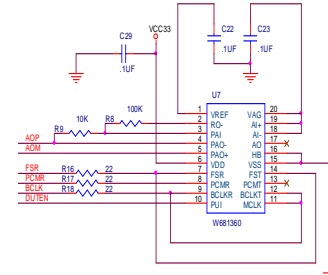 C29
VCC33
C22
C23
.1UF
.1UF
.1UF
U7
100K
10K
R8
R9
1 VREF VAG 20
2 RO- AI+ 19
3 PAI AI- 18
4 PAO- AO 17
5 PAO+ HB 16
6 VDD VSS 15
7 FSR FST 14
8 PCMR PCMT 13
9 BCLKR BCLKT 12
10 PUI MCLK 11
AOP
AOM
FSR R16 22
PCMR R17 22
BCLK R18 22
DUTEN
W681360